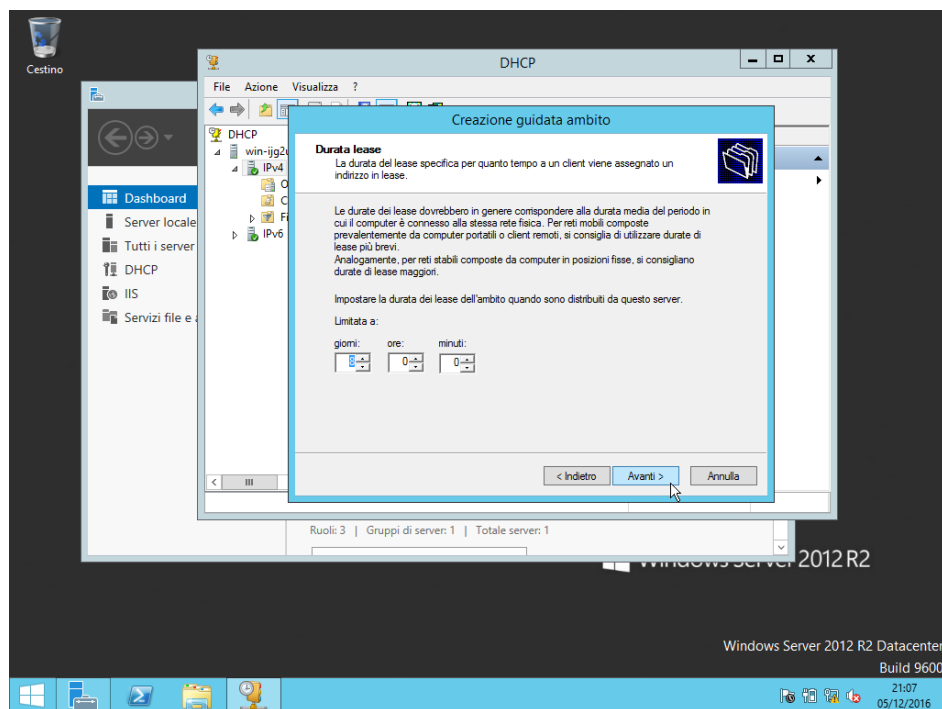 Cestino
DHCP
File Azione Visualizza ?
DHCP
win-ijg2u
IPv4
O
C
Fi
IPv6
Dashboard
Server locale
Tutti i server
DHCP
IIS
Servizi file e
Creazione guidata ambito
Durata lease
La durata del lease specifica per quanto tempo a un client viene assegnato un
indirizzo in lease.
Le durate dei lease dovrebbero in genere corrispondere alla durata media del periodo in
cui il computer è connesso alla stessa rete fisica. Per reti mobili composte
prevalentemente da computer portatili o client remoti, si consiglia di utilizzare durate di
lease più brevi.
Analogamente, per reti stabili composte da computer in posizioni fisse, si consigliano
durate di lease maggiori.
Impostare la durata dei lease dell'ambito quando sono distribuiti da questo server.
Limitata a:
giorni: ore: minuti:
8 0 0
< Indietro Avanti > Annulla
Ruoli: 3 | Gruppi di server: 1 | Totale server: 1
Windows Server 2012 R2
Windows Server 2012 R2 Datacenter
Build 9600
21:07
05/12/2016